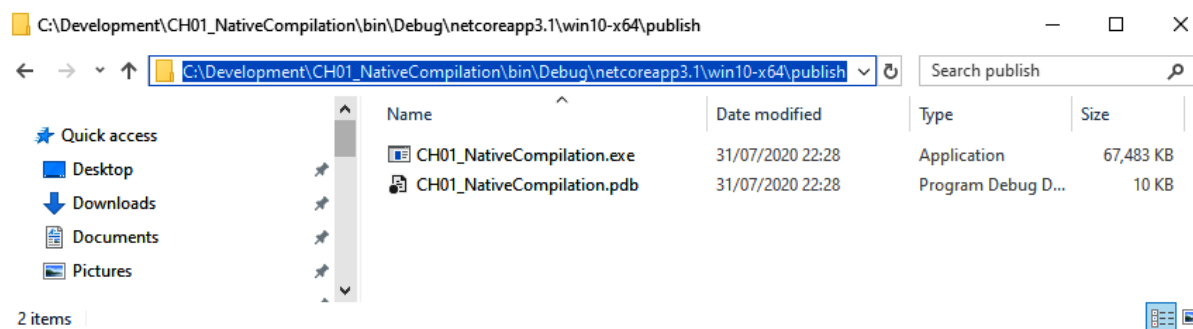 C:\Development\CH01_NativeCompilation\bin\Debug\netcoreapp3.1\win10-x64\publish
C:\Development\CH01_NativeCompilation\bin\Debug\netcoreapp3.1\win10-x64\publish Search publish
Quick access
Desktop
Downloads
Documents
Pictures
Name Date modified Type Size
CH01_NativeCompilation.exe 31/07/2020 22:28 Application 67,483 KB
CH01_NativeCompilation.pdb 31/07/2020 22:28 Program Debug D... 10 KB
2 items